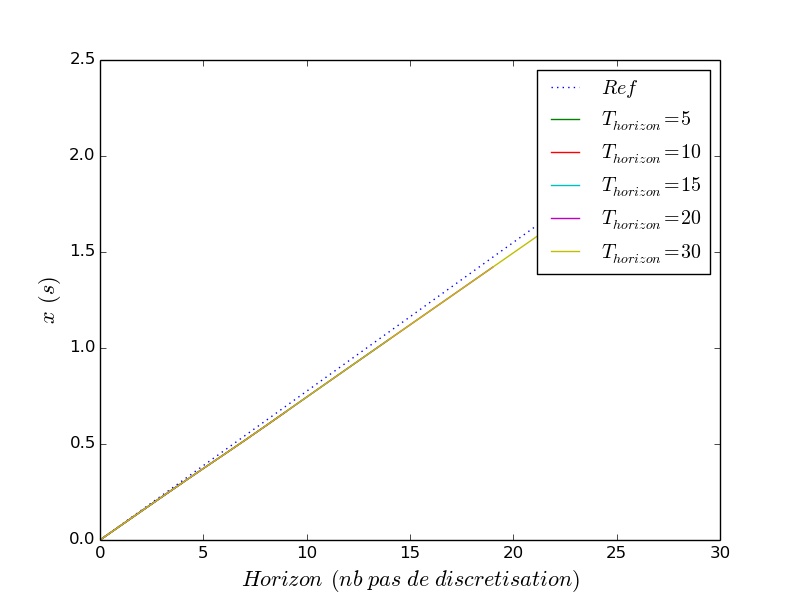 2.5
2.0
1.5
1.0
0.5
0.0
0 5 10 15 20 25 30
x (s)
Horizon (nb pas de discretisation)
Ref
T_horizon=5
T_horizon=10
T_horizon=15
T_horizon=20
T_horizon=30